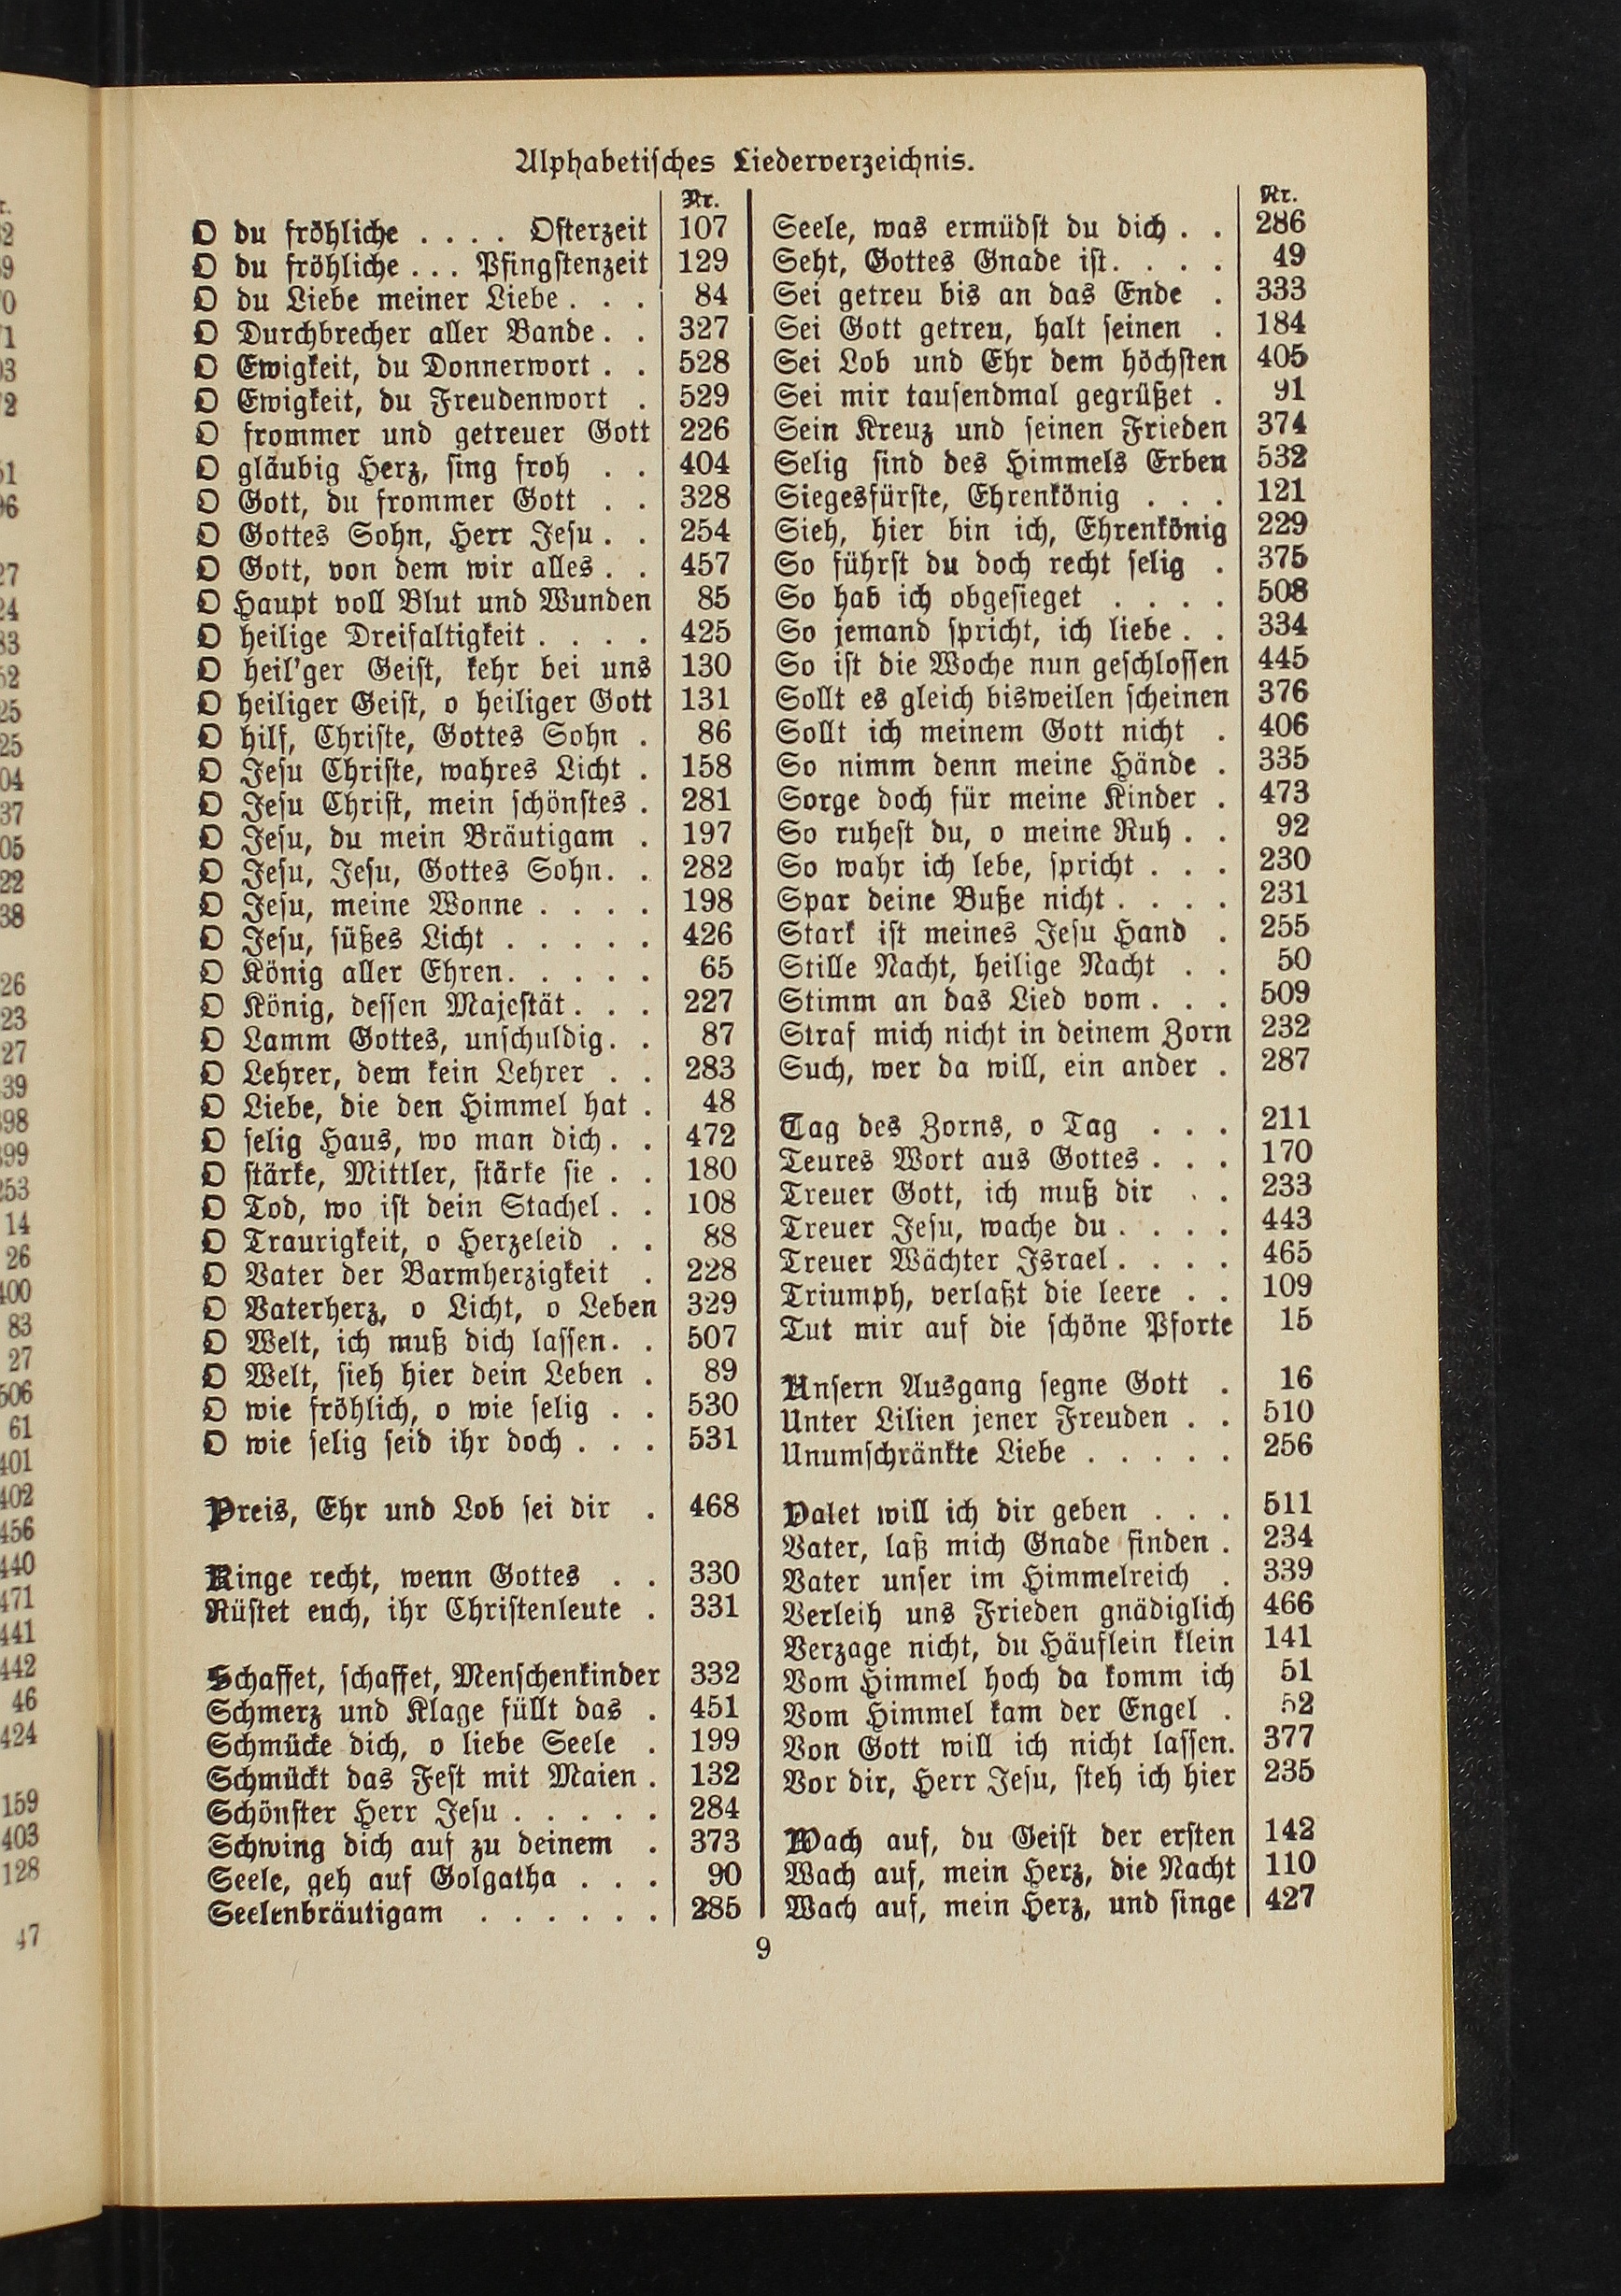 Alphabetisches Liederverzeichnis.
Nr.
O du fröhliche . . . . Osterzeit 107
O du fröhliche . . . Pfingstenzeit 129
O du Liebe meiner Liebe . . . 84
O Durchbrecher aller Bande . . 327
O Ewigkeit, du Donnerwort . . 528
O Ewigkeit, du Freudenwort . 529
O frommer und getreuer Gott 226
O gläubig Herz, sing froh . . 404
O Gott, du frommer Gott . . 328
O Gottes Sohn, Herr Jesu . . 254
O Gott, von dem wir alles . . 457
O Haupt voll Blut und Wunden 85
O heilige Dreifaltigkeit . . . . 425
O heil'ger Geist, kehr bei uns 130
O heiliger Geist, o heiliger Gott 131
O hilf, Christe, Gottes Sohn . 86
O Jesu Christe, wahres Licht . 158
O Jesu Christ, mein schönstes . 281
O Jesu, du mein Bräutigam . 197
O Jesu, Jesu, Gottes Sohn . . 282
O Jesu, meine Wonne . . . . 198
O Jesu, süßes Licht . . . . . 426
O König aller Ehren . . . . . 65
O König, dessen Majestät . . . 227
O Lamm Gottes, unschuldig . . 87
O Lehrer, dem kein Lehrer . . 283
O Liebe, die den Himmel hat . 48
O selig Haus, wo man dich . . 472
O stärke, Mittler, stärke sie . . 180
O Tod, wo ist dein Stachel . . 108
O Traurigkeit, o Herzeleid . . 88
O Vater der Barmherzigkeit . 228
O Vaterherz, o Licht, o Leben 329
O Welt, ich muß dich lassen . . 507
O Welt, sieh hier dein Leben . 89
O wie fröhlich, o wie selig . . 530
O wie selig seid ihr doch . . . 531
Preis, Ehr und Lob sei dir . 468
Ringe recht, wenn Gottes . . 330
Rüstet euch, ihr Christenleute . 331
Schaffet, schaffet, Menschenkinder 332
Schmerz und Klage füllt das . 451
Schmücke dich, o liebe Seele . 199
Schmückt das Fest mit Maien . 132
Schönster Herr Jesu . . . . . 284
Schwing dich auf zu deinem . 373
Seele, geh auf Golgatha . . . 90
Seelenbräutigam . . . . . . 285
Nr.
Seele, was ermüdst du dich . . 286
Seht, Gottes Gnade ist . . . . 49
Sei getreu bis an das Ende . 333
Sei Gott getreu, halt seinen . 184
Sei Lob und Ehr dem höchsten 405
Sei mir tausendmal gegrüßet . 91
Sein Kreuz und seinen Frieden 374
Selig sind des Himmels Erben 532
Siegesfürste, Ehrenkönig . . . 121
Sieh, hier bin ich, Ehrenkönig 229
So führst du doch recht selig . 375
So hab ich obgesieget . . . . 508
So jemand spricht, ich liebe . . 334
So ist die Woche nun geschlossen 445
Sollt es gleich bisweilen scheinen 376
Sollt ich meinem Gott nicht . 406
So nimm denn meine Hände . 335
Sorge doch für meine Kinder . 473
So ruhest du, o meine Ruh . . 92
So wahr ich lebe, spricht . . . 230
Spar deine Buße nicht . . . . 231
Stark ist meines Jesu Hand . 255
Stille Nacht, heilige Nacht . . 50
Stimm an das Lied vom . . . 509
Straf mich nicht in deinem Zorn 232
Such, wer da will, ein ander . 287
Tag des Zorns, o Tag . . . 211
Teures Wort aus Gottes . . . 170
Treuer Gott, ich muß dir . . 233
Treuer Jesu, wache du . . . . 443
Treuer Wächter Israel . . . . 465
Triumph, verlaßt die leere . . 109
Tut mir auf die schöne Pforte 15
Unsern Ausgang segne Gott . 16
Unter Lilien jener Freuden . . 510
Unumschränkte Liebe . . . . . 256
Valet will ich dir geben . . . 511
Vater, laß mich Gnade finden . 234
Vater unser im Himmelreich . 339
Verleih uns Frieden gnädiglich 466
Verzage nicht, du Häuflein klein 141
Vom Himmel hoch da komm ich 51
Vom Himmel kam der Engel . 52
Von Gott will ich nicht lassen. 377
Vor dir, Herr Jesu, steh ich hier 235
Wach auf, du Geist der ersten 142
Wach auf, mein Herz, die Nacht 110
Wach auf, mein Herz, und singe 427
9